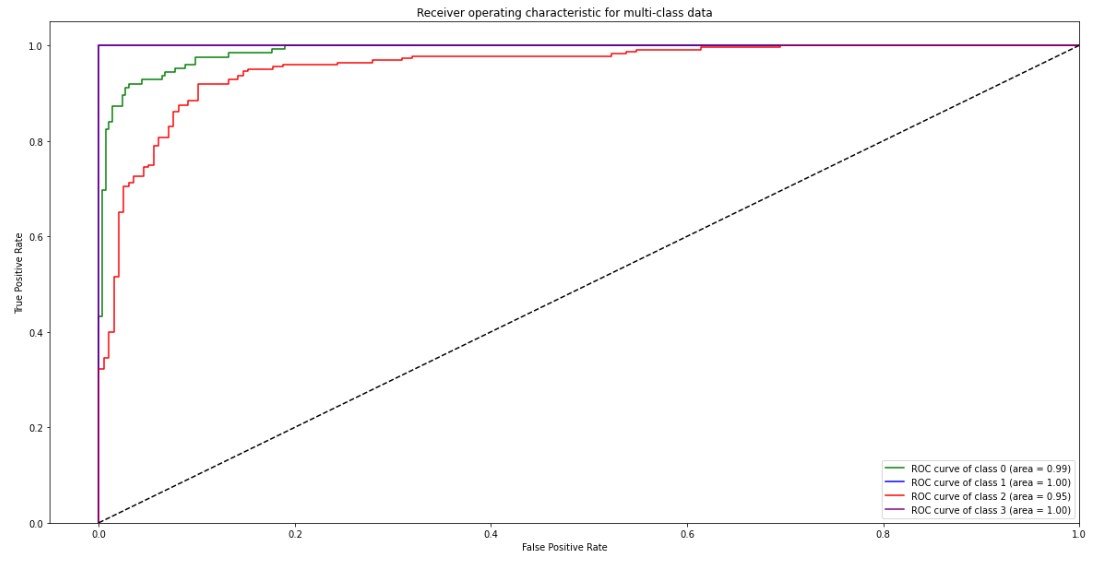 Receiver operating characteristic for multi-class data
True Positive Rate
1.0
0.8
0.6
0.4
0.2
0.0
0.0 0.2 0.4 0.6 0.8 1.0
False Positive Rate
ROC curve of class 0 (area = 0.99)
ROC curve of class 1 (area = 1.00)
ROC curve of class 2 (area = 0.95)
ROC curve of class 3 (area = 1.00)